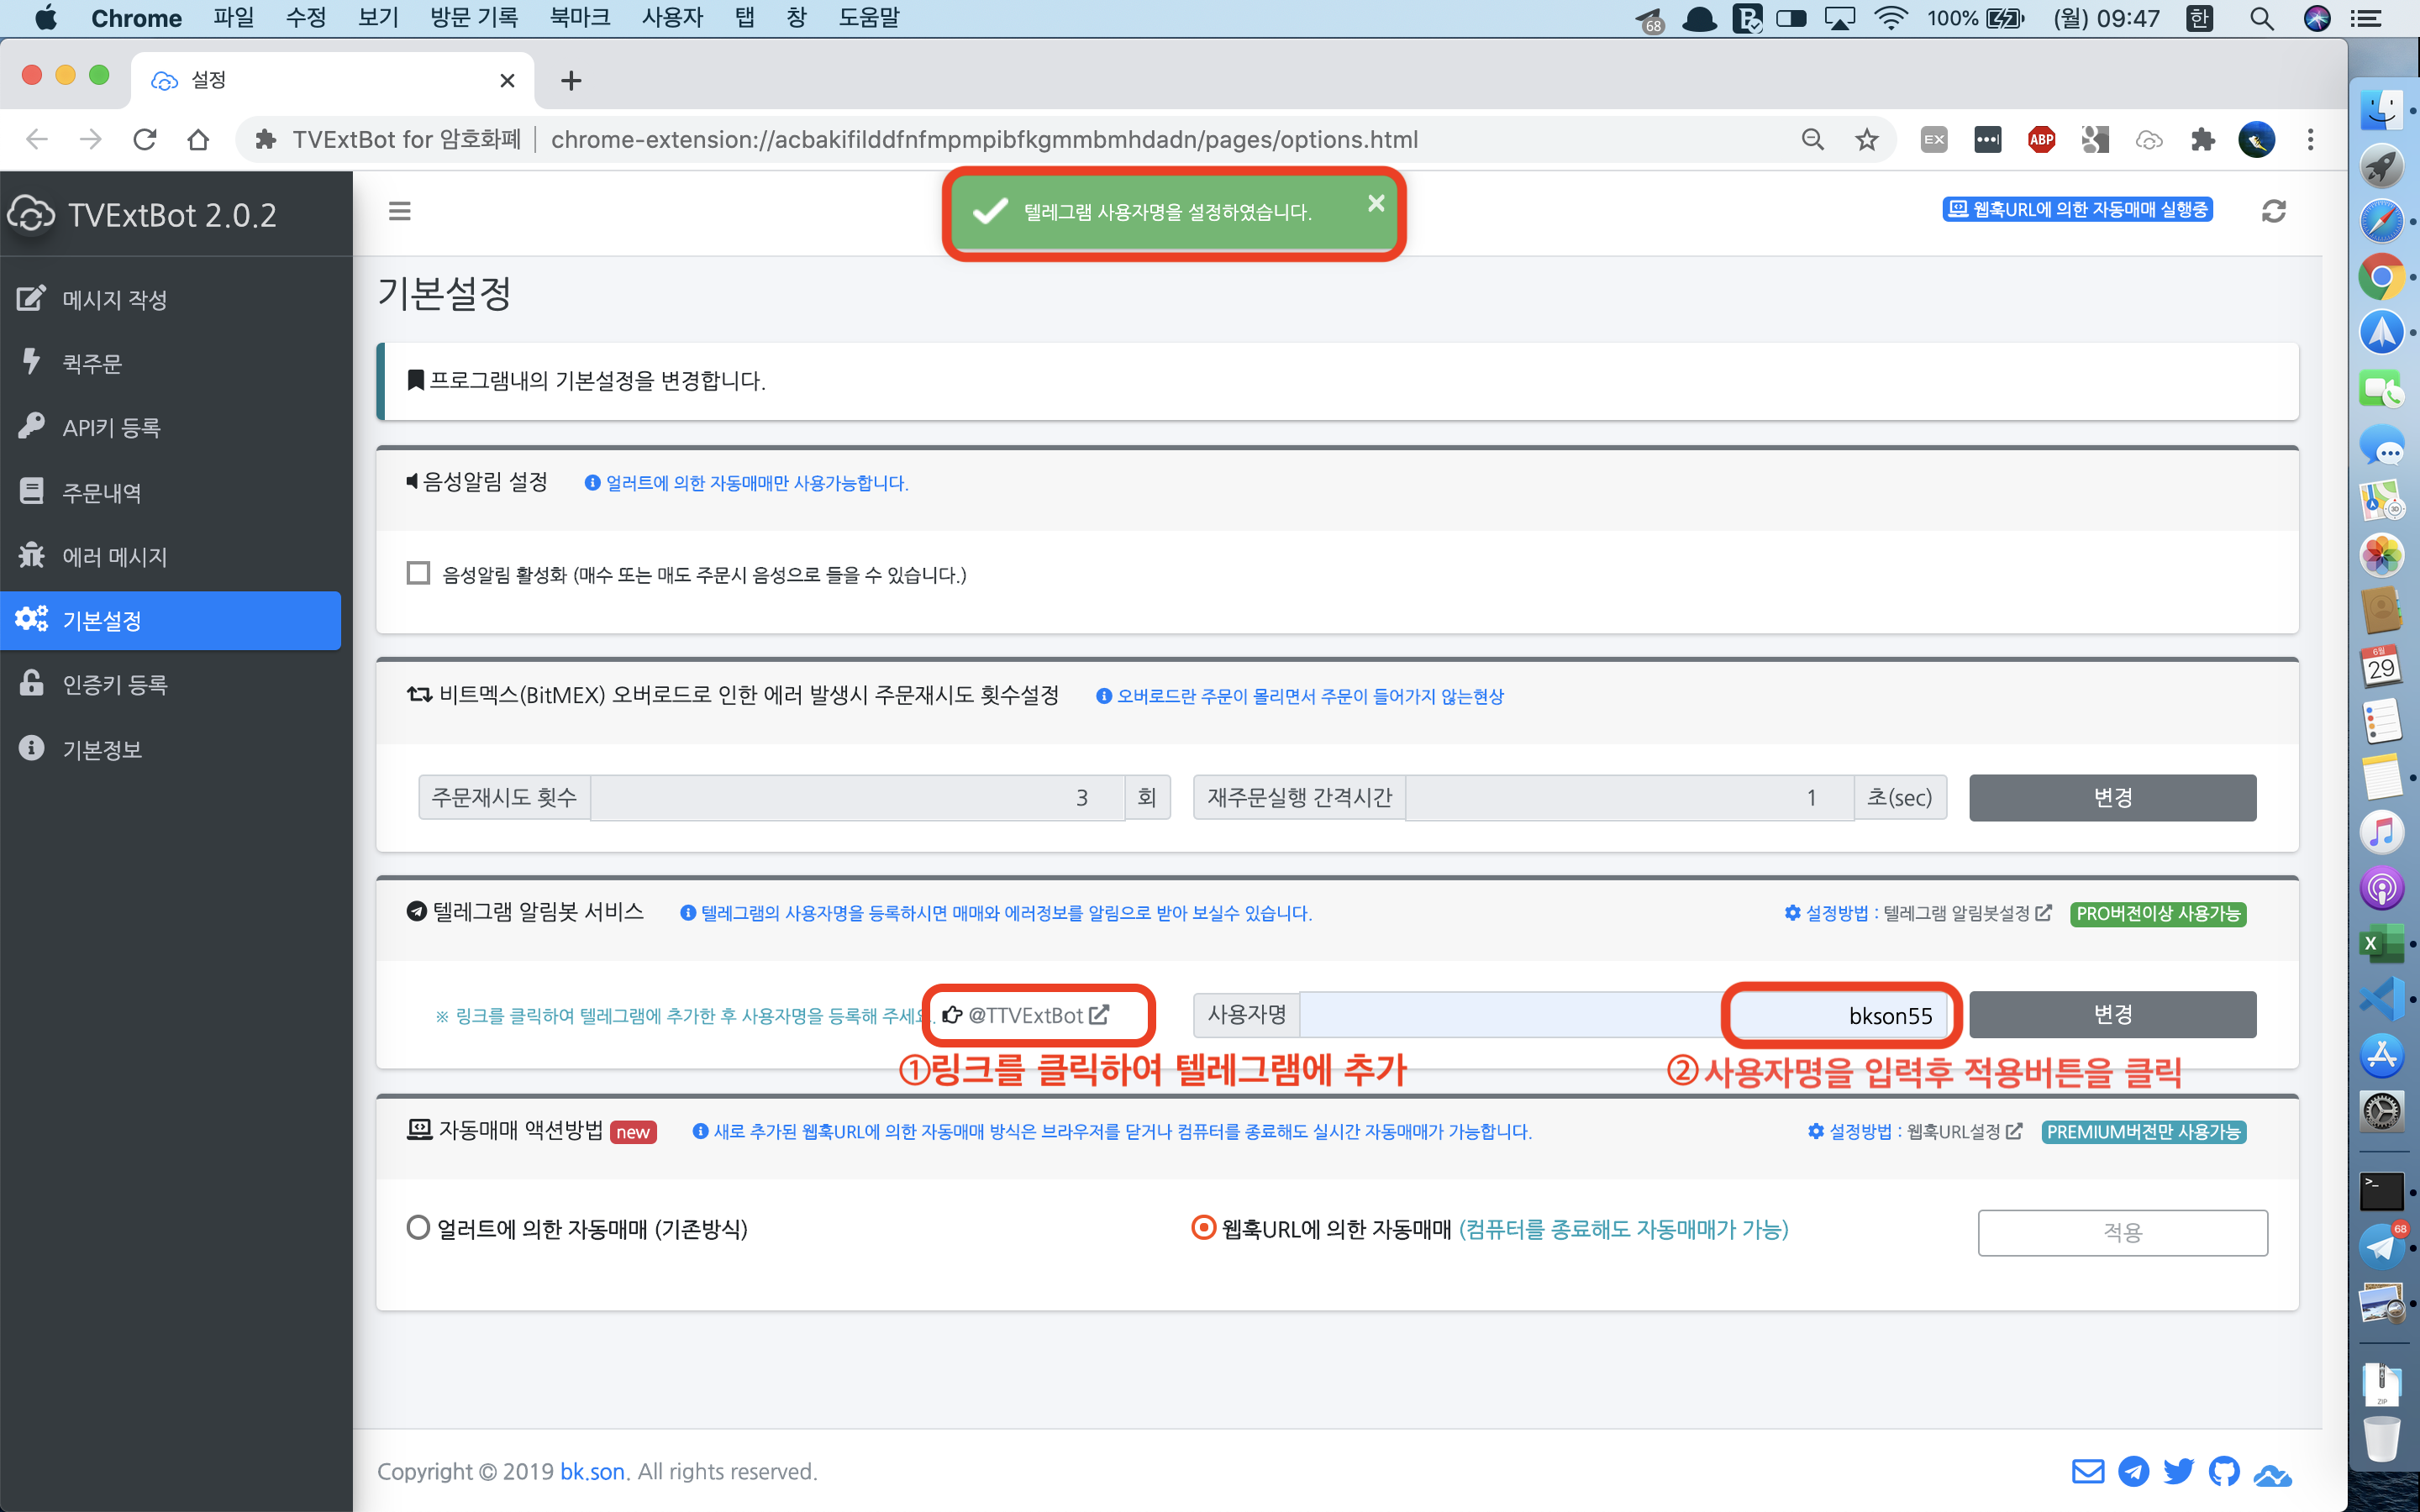 Chrome 파일 수정 보기 방문 기록 북마크 사용자 탭 창 도움말 68 100% (월) 09:47 한
설정
TVExtBot for 암호화폐 chrome-extension://acbakifilddfnfmpmpibfkgmmbmhdadn/pages/options.html EX ABP
TVExtBot 2.0.2
텔레그램 사용자명을 설정하였습니다.
웹훅URL에 의한 자동매매 실행중
메시지 작성
퀵주문
API키 등록
주문내역
에러 메시지
기본설정
인증키 등록
기본정보
기본설정
프로그램내의 기본설정을 변경합니다.
음성알림 설정 얼러트에 의한 자동매매만 사용가능합니다.
음성알림 활성화 (매수 또는 매도 주문시 음성으로 들을 수 있습니다.)
비트멕스(BitMEX) 오버로드로 인한 에러 발생시 주문재시도 횟수설정 오버로드란 주문이 몰리면서 주문이 들어가지 않는현상
주문재시도 횟수 3 회 재주문실행 간격시간 1 초(sec) 변경
텔레그램 알림봇 서비스 텔레그램의 사용자명을 등록하시면 매매와 에러정보를 알림으로 받아 보실수 있습니다. 설정방법 : 텔레그램 알림봇설정 PRO버전이상 사용가능
※ 링크를 클릭하여 텔레그램에 추가한 후 사용자명을 등록해 주세요. @TTVExtBot 사용자명 bkson55 변경
①링크를 클릭하여 텔레그램에 추가 ②사용자명을 입력후 적용버튼을 클릭
자동매매 액션방법 new 새로 추가된 웹훅URL에 의한 자동매매 방식은 브라우저를 닫거나 컴퓨터를 종료해도 실시간 자동매매가 가능합니다. 설정방법 : 웹훅URL설정 PREMIUM버전만 사용가능
얼러트에 의한 자동매매 (기존방식) 웹훅URL에 의한 자동매매 (컴퓨터를 종료해도 자동매매가 가능) 적용
Copyright © 2019 bk.son. All rights reserved.
3D
6월
29
X
>_
68
ZIP